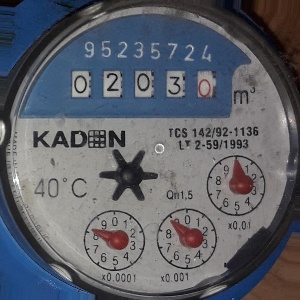 95235724
02030 m³
KADEN
TCS 142/92-1136
LT 2-59/1993
40°C
Qn1,5
x0.01
x0.0001
x0.001